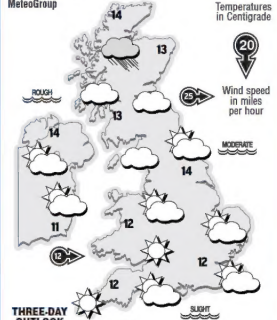 MeteoGroup
Temperatures
in Centigrade
14
13
20
ROUGH
25
Wind speed
in miles
per hour
13
14
MODERATE
14
11
12
12
12
12
THREE-DAY
SLIGHT